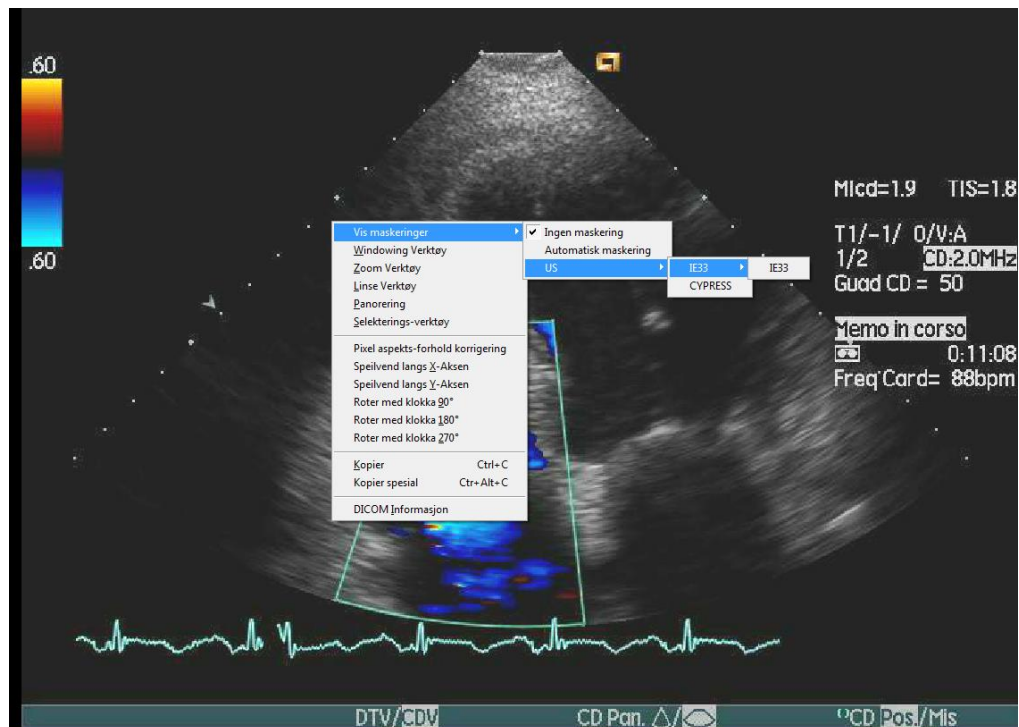 .60
.60
MIcd=1.9 TIS=1.8
T1/-1/ 0/V:A
1/2 CD:2.0MHz
Guad CD = 50
Memo in corso
0:11:08
Freq Card= 88bpm
Vis maskeringer
Windowing Verktøy
Zoom Verktøy
Linse Verktøy
Panorering
Selekterings-verktøy
Pixel aspekts-forhold korrigering
Speilvend langs X-Aksen
Speilvend langs Y-Aksen
Roter med klokka 90°
Roter med klokka 180°
Roter med klokka 270°
Kopier Ctrl+C
Kopier spesial Ctr+Alt+C
DICOM Informasjon
Ingen maskering
Automatisk maskering
US
IE33
CYPRESS
IE33
DTV/CDV CD Pan. CD Pos./Mis